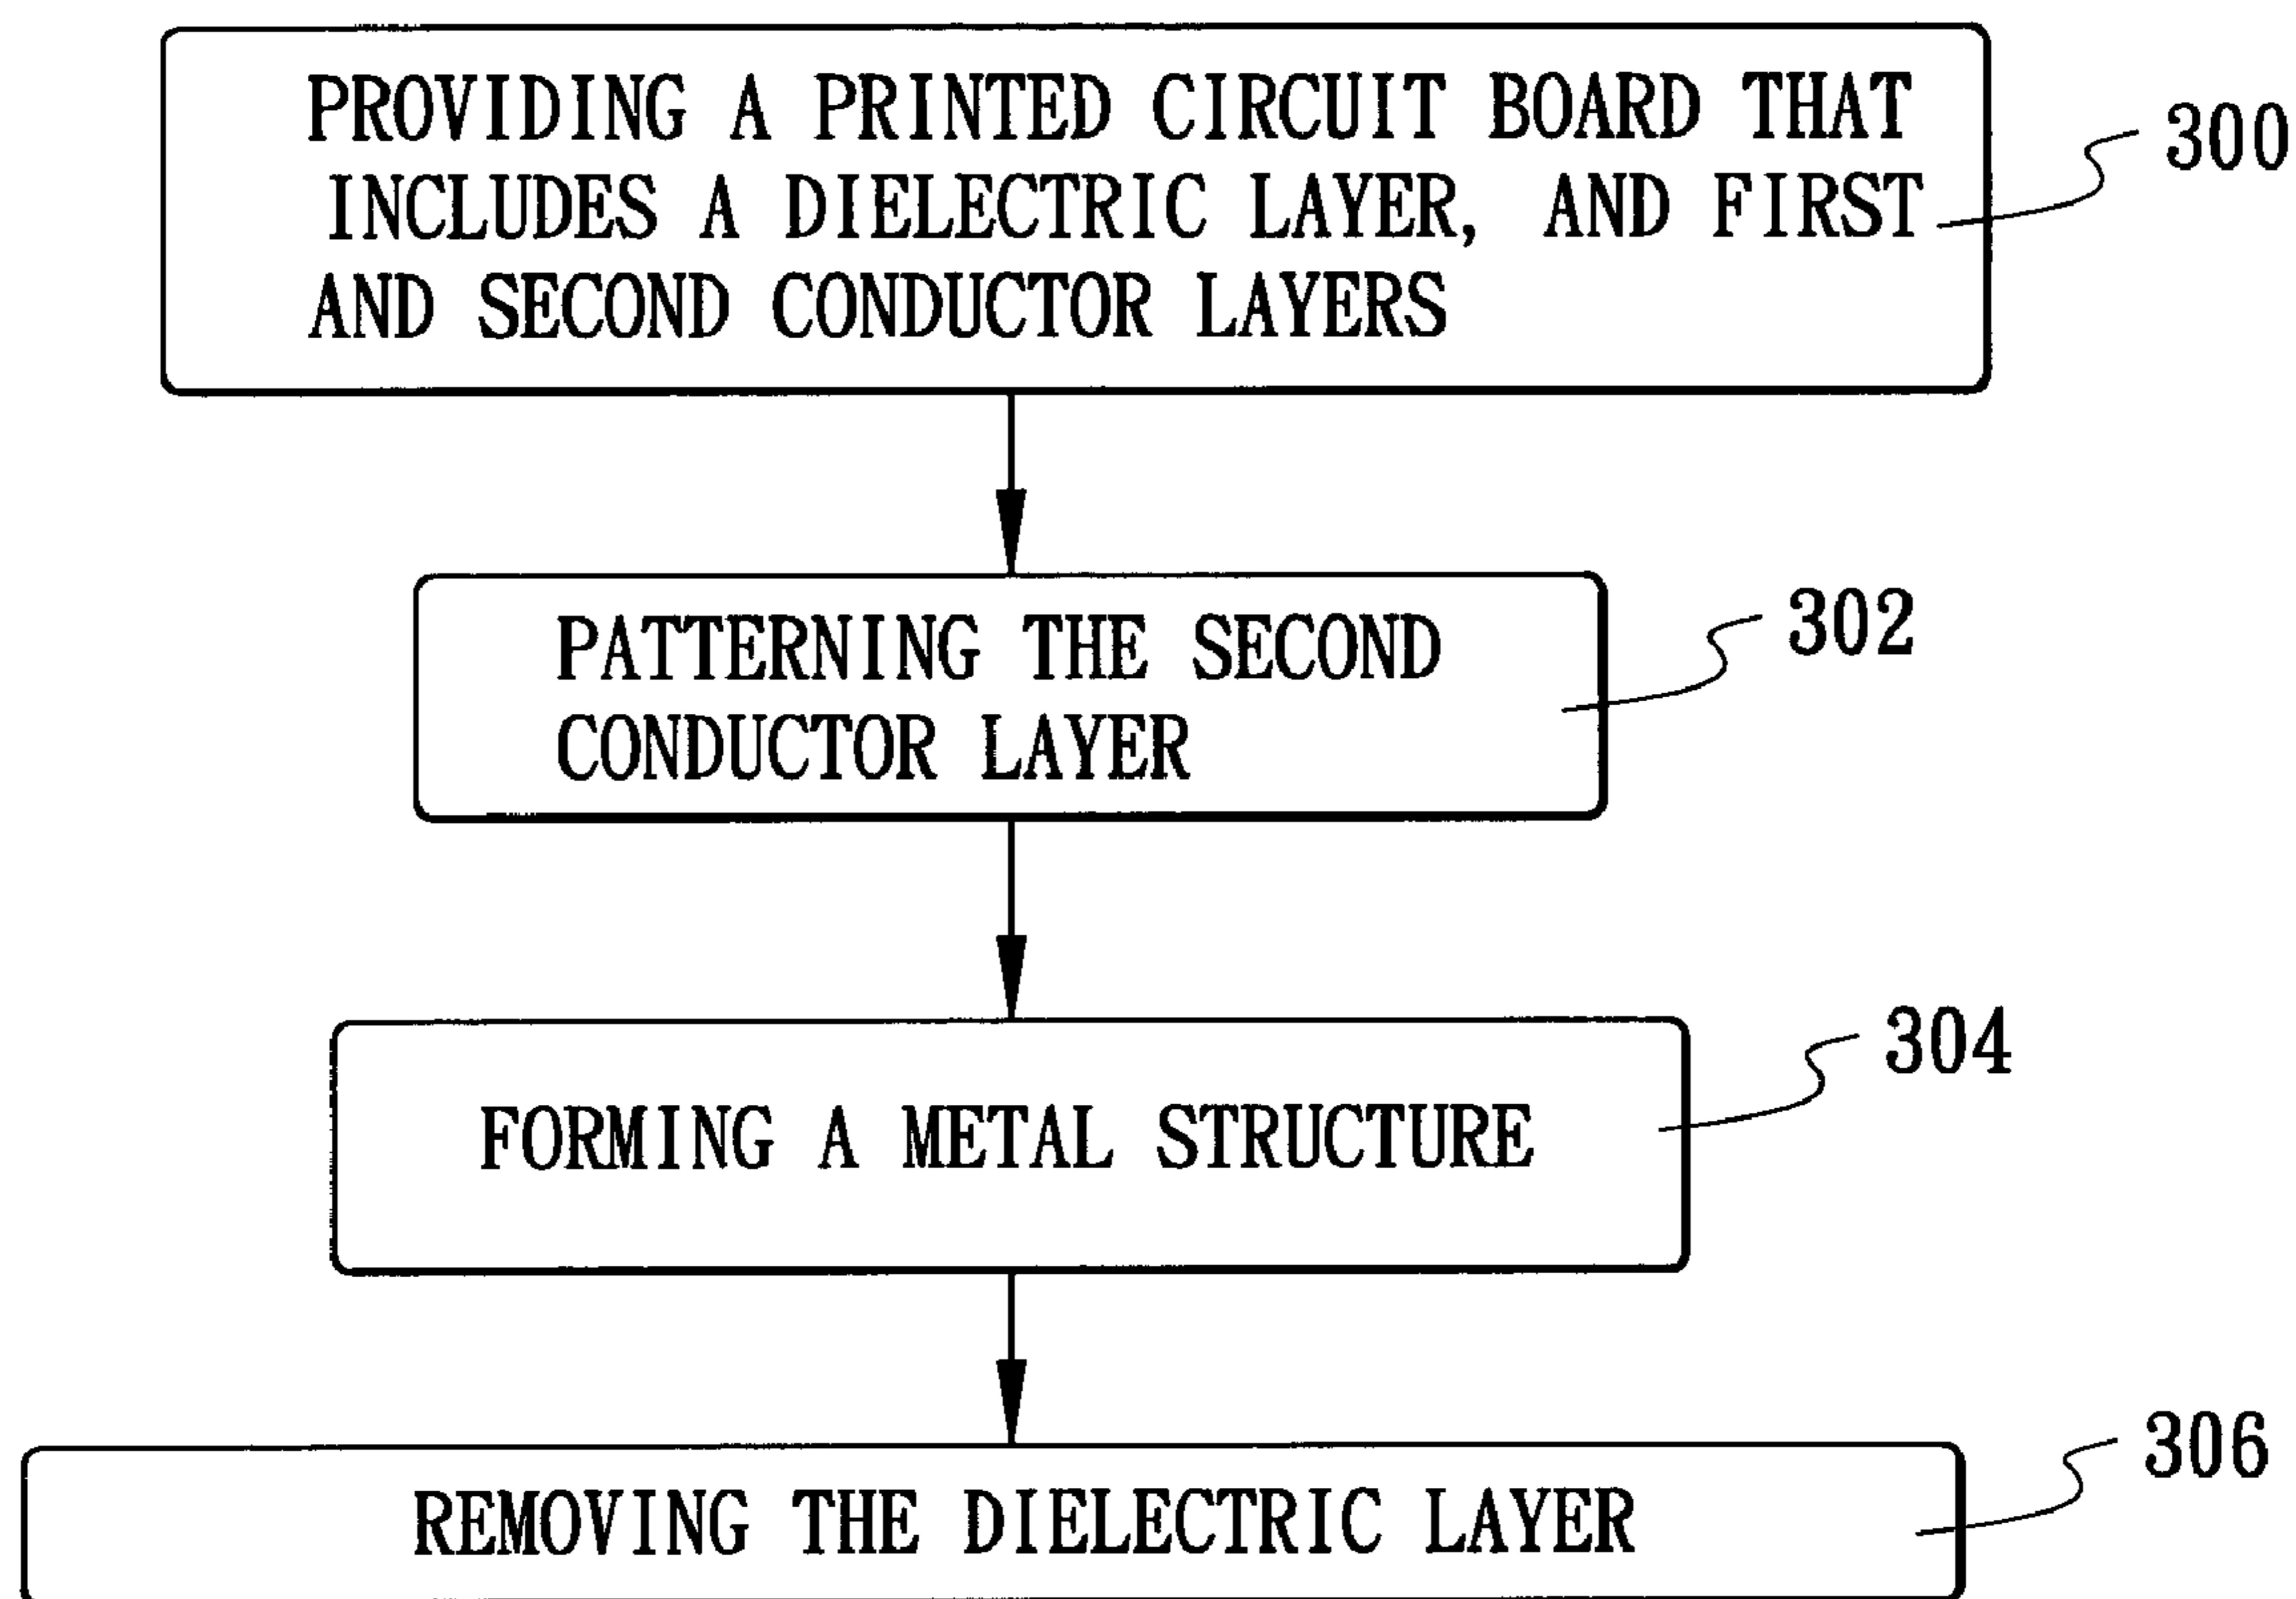 PROVIDING A PRINTED CIRCUIT BOARD THAT
INCLUDES A DIELECTRIC LAYER, AND FIRST
AND SECOND CONDUCTOR LAYERS
300
PATTERNING THE SECOND
CONDUCTOR LAYER
302
FORMING A METAL STRUCTURE
304
REMOVING THE DIELECTRIC LAYER
306